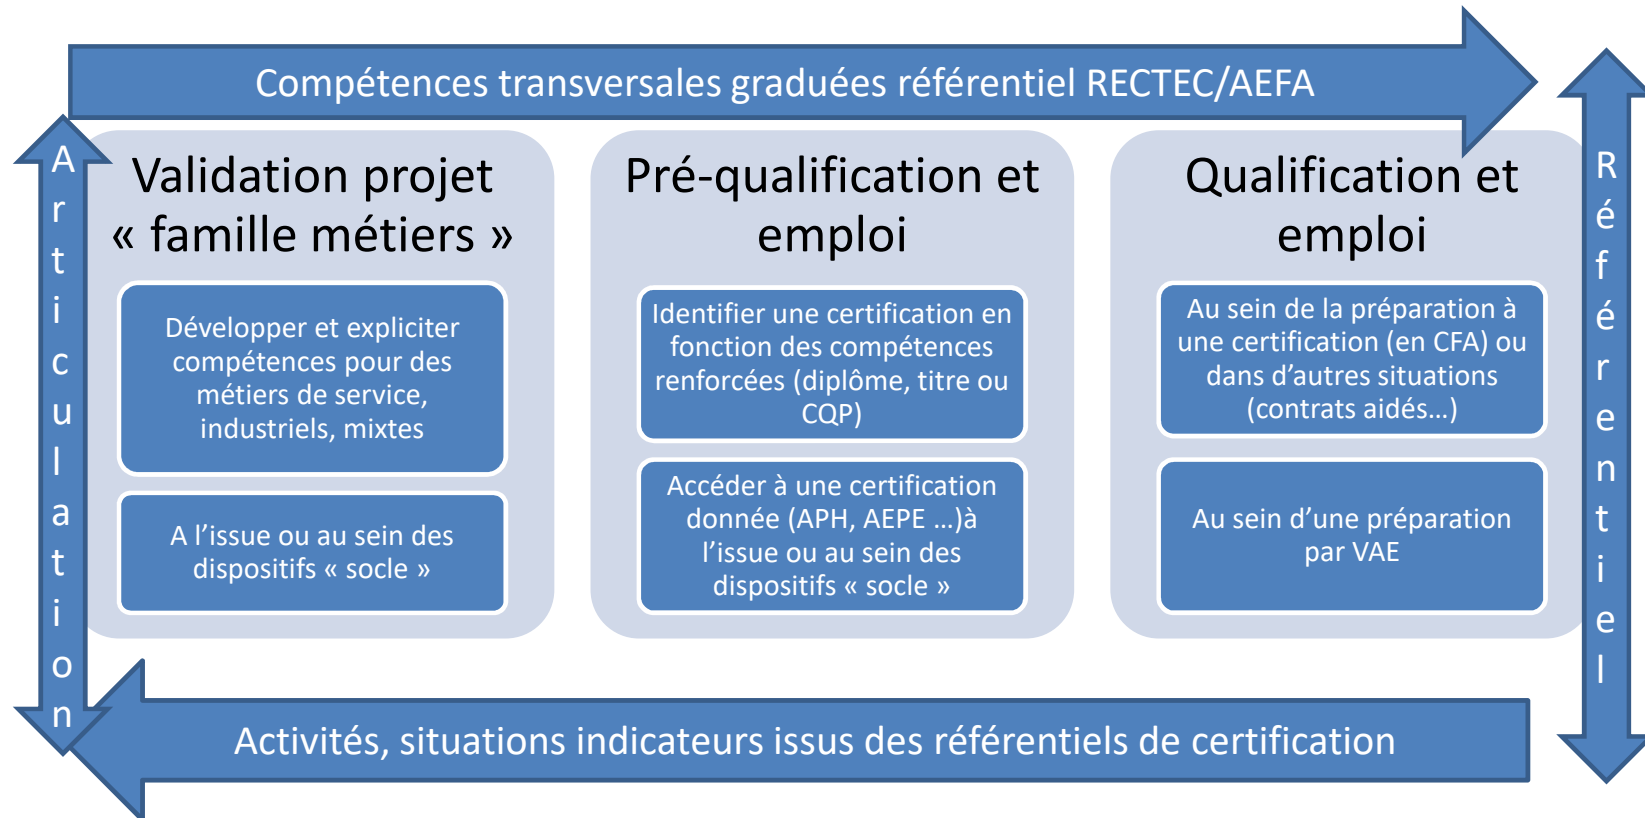 Compétences transversales graduées référentiel RECTEC/AEFA
Articulation
Validation projet
« famille métiers »
Développer et expliciter
compétences pour des
métiers de service,
industriels, mixtes
A l’issue ou au sein des
dispositifs « socle »
Pré-qualification et
emploi
Identifier une certification en
fonction des compétences
renforcées (diplôme, titre ou
CQP)
Accéder à une certification
donnée (APH, AEPE ...)à
l’issue ou au sein des
dispositifs « socle »
Qualification et
emploi
Au sein de la préparation à
une certification (en CFA) ou
dans d’autres situations
(contrats aidés...)
Au sein d’une préparation
par VAE
Référentiel
Activités, situations indicateurs issus des référentiels de certification